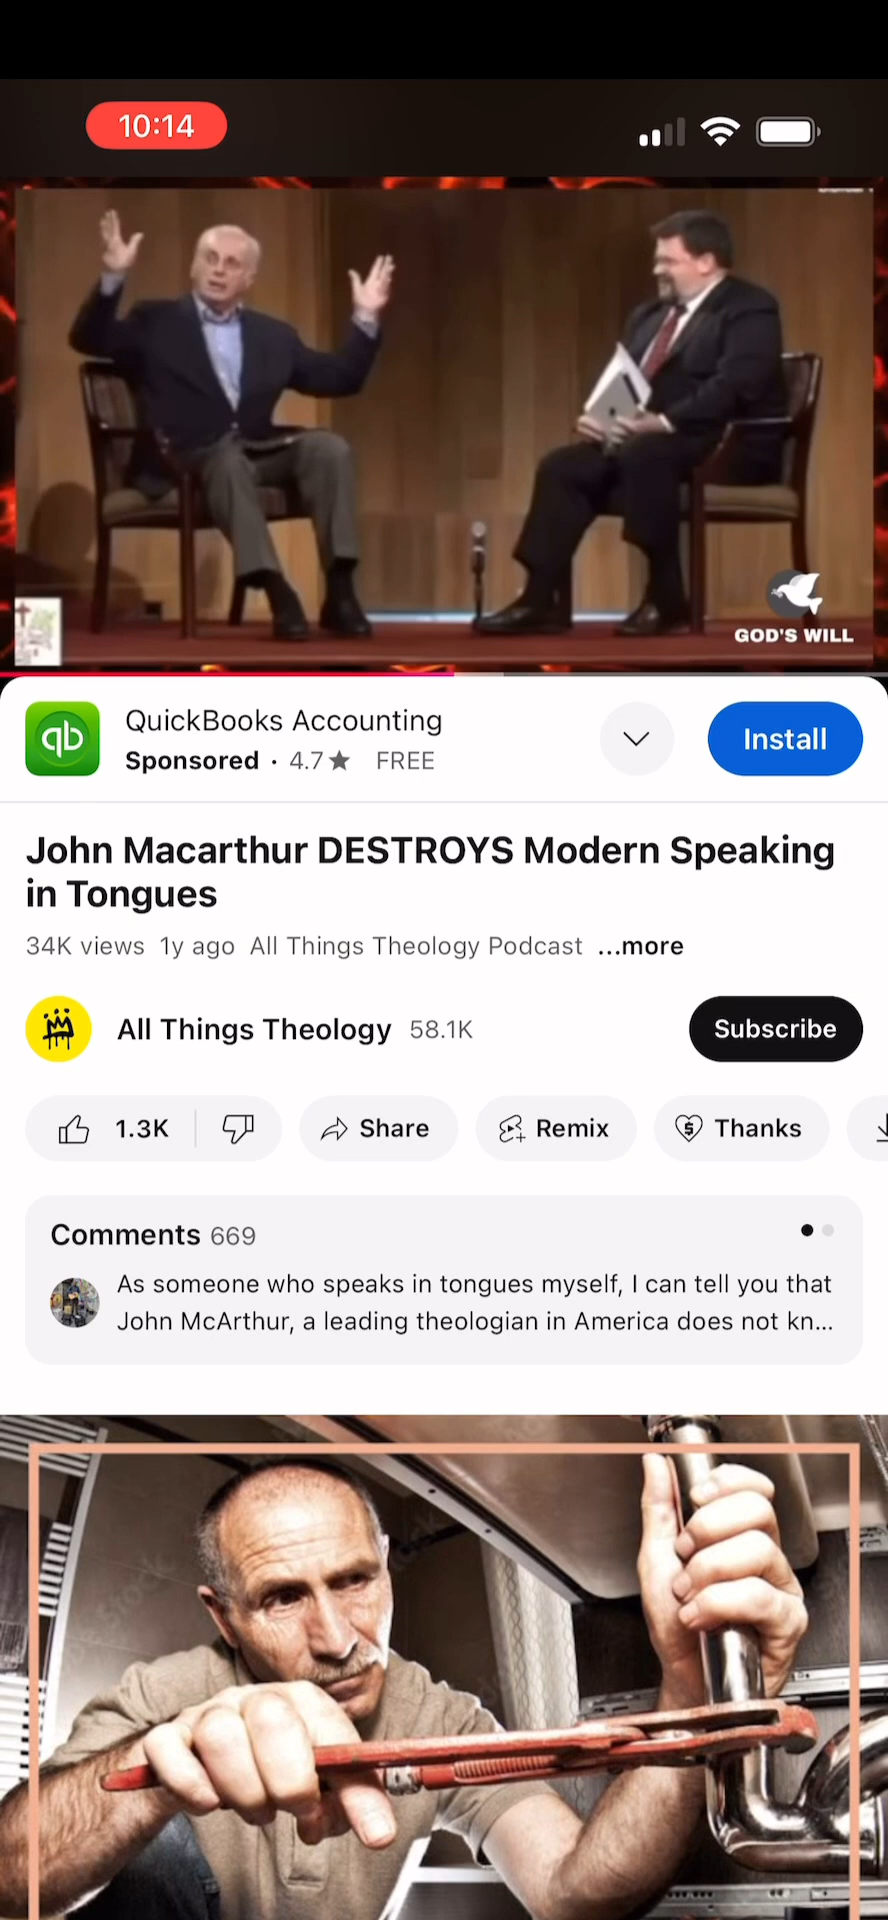 10:14
GOD'S WILL
qb
QuickBooks Accounting
Sponsored · 4.7★ FREE
Install
John Macarthur DESTROYS Modern Speaking
in Tongues
34K views 1y ago All Things Theology Podcast ...more
All Things Theology 58.1K
Subscribe
1.3K
Share
Remix
Thanks
Comments 669
As someone who speaks in tongues myself, I can tell you that
John McArthur, a leading theologian in America does not kn...